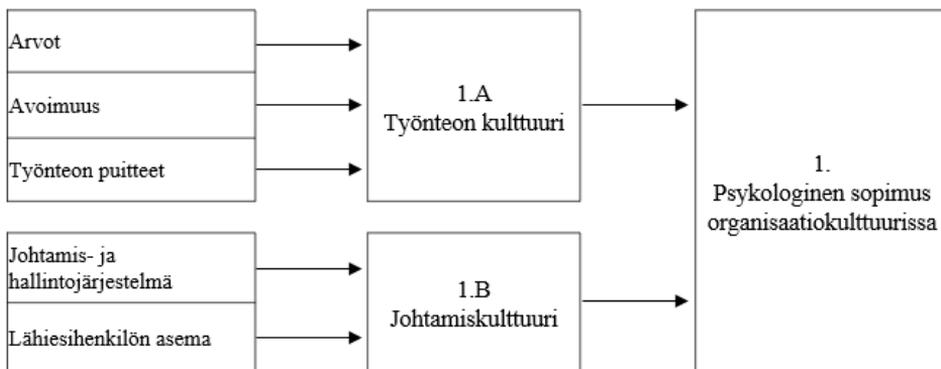 Arvot
Avoimuus
Työnteon puitteet
1.A
Työnteon kulttuuri
Johtamis- ja
hallintojärjestelmä
Lähiesihenkilön asema
1.B
Johtamiskulttuuri
1.
Psykologinen sopimus
organisaatiokulttuurissa